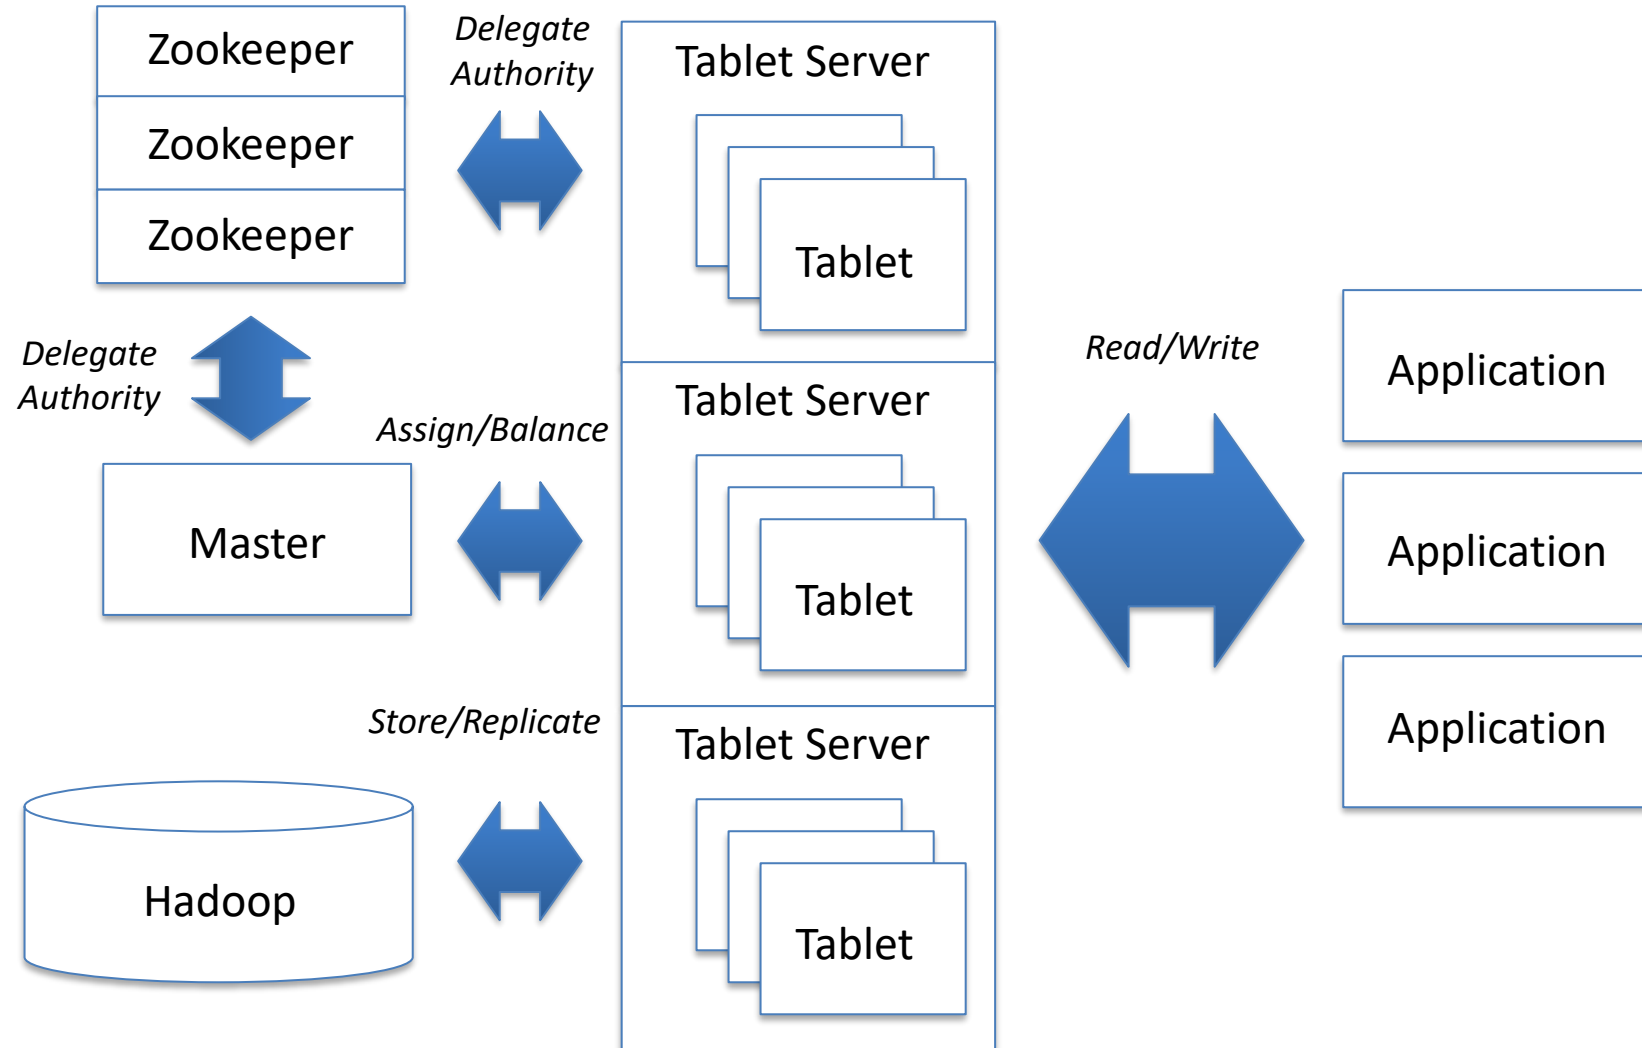 Zookeeper
Zookeeper
Zookeeper
Delegate
Authority
Delegate
Authority
Master
Assign/Balance
Store/Replicate
Hadoop
Tablet Server
Tablet
Tablet Server
Tablet
Tablet Server
Tablet
Read/Write
Application
Application
Application